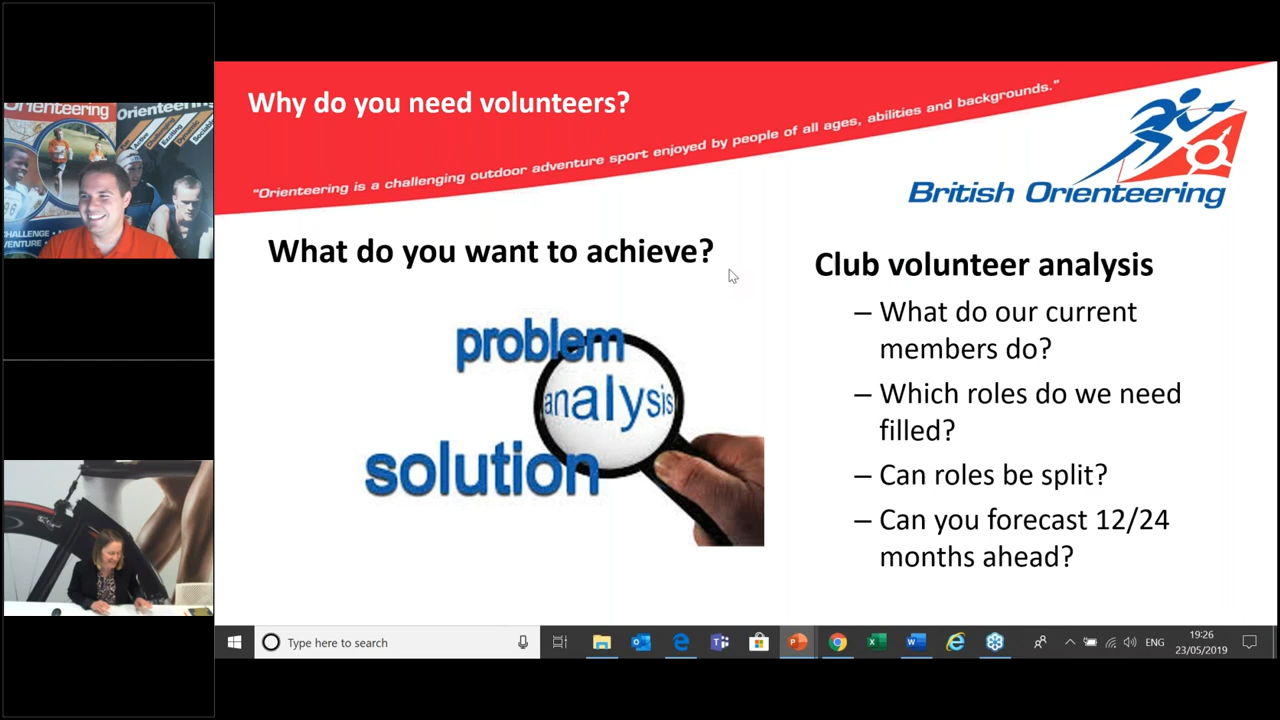 Orienteering
Orienteering
CHALLENGE
Why do you need volunteers?
"Orienteering is a challenging outdoor adventure sport enjoyed by people of all ages, abilities and backgrounds."
British Orienteering
What do you want to achieve?
problem
analysis
solution
Club volunteer analysis
– What do our current
members do?
– Which roles do we need
filled?
– Can roles be split?
– Can you forecast 12/24
months ahead?
Type here to search
ENG
19:26
23/05/2019